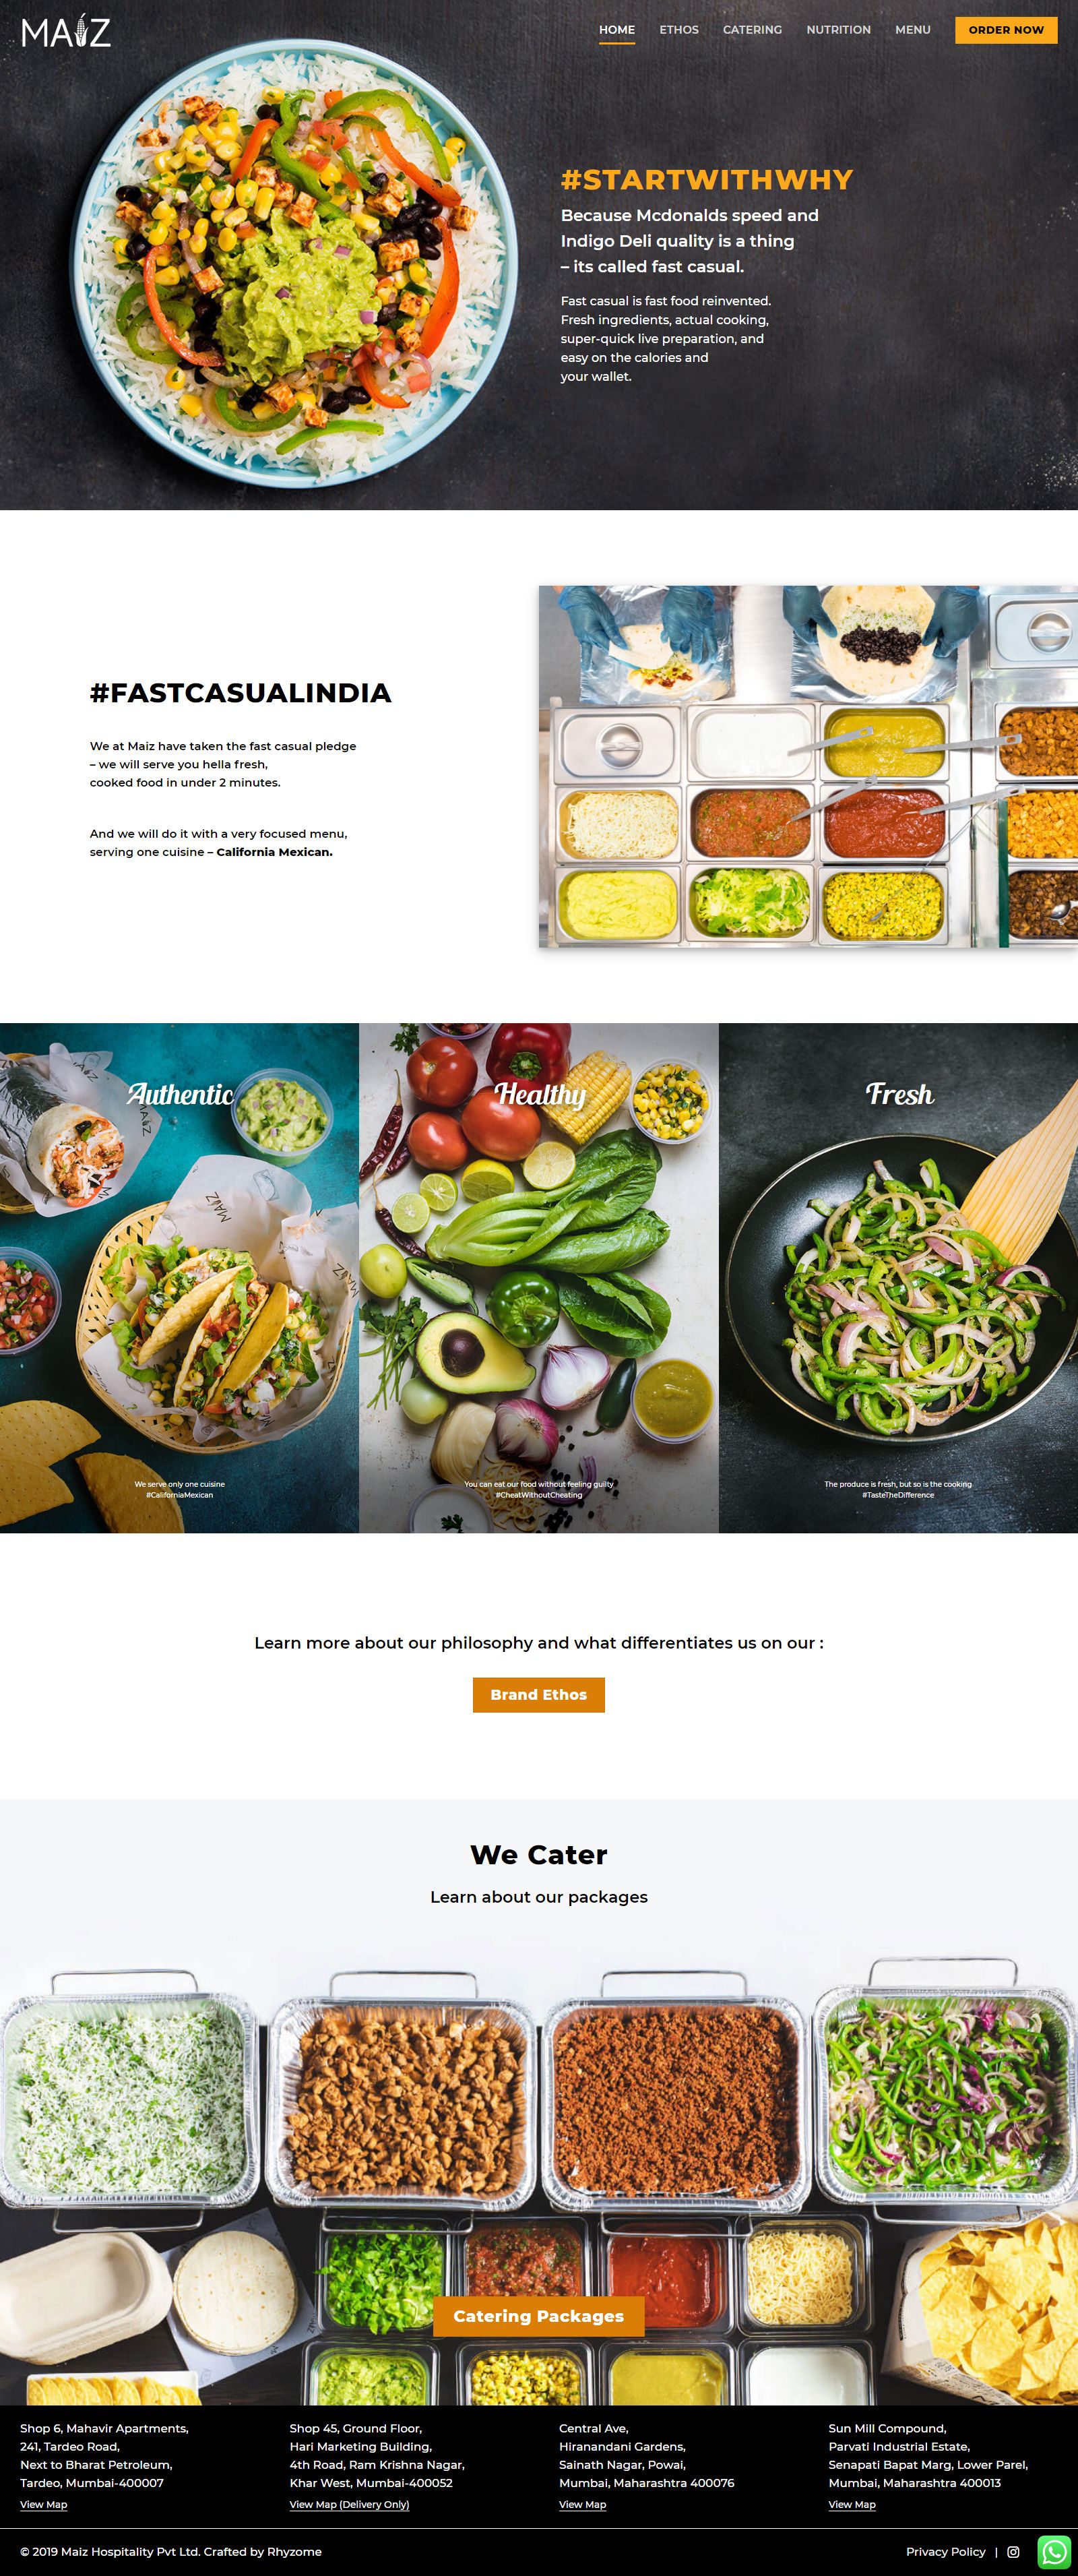 MAIZ
HOME ETHOS CATERING NUTRITION MENU ORDER NOW
#STARTWITHWHY
Because Mcdonalds speed and
Indigo Deli quality is a thing
– its called fast casual.
Fast casual is fast food reinvented.
Fresh ingredients, actual cooking,
super-quick live preparation, and
easy on the calories and
your wallet.
#FASTCASUALINDIA
We at Maiz have taken the fast casual pledge
– we will serve you hella fresh,
cooked food in under 2 minutes.
And we will do it with a very focused menu,
serving one cuisine – California Mexican.
Authentic
MAIZ
MAIZ
MAIZ
MAIZ
We serve only one cuisine
#CaliforniaMexican
Healthy
You can eat our food without feeling guilty
#CheatWithoutCheating
Fresh
The produce is fresh, but so is the cooking
#TasteTheDifference
Learn more about our philosophy and what differentiates us on our :
Brand Ethos
We Cater
Learn about our packages
Catering Packages
Shop 6, Mahavir Apartments,
241, Tardeo Road,
Next to Bharat Petroleum,
Tardeo, Mumbai-400007
View Map
Shop 45, Ground Floor,
Hari Marketing Building,
4th Road, Ram Krishna Nagar,
Khar West, Mumbai-400052
View Map (Delivery Only)
Central Ave,
Hiranandani Gardens,
Sainath Nagar, Powai,
Mumbai, Maharashtra 400076
View Map
Sun Mill Compound,
Parvati Industrial Estate,
Senapati Bapat Marg, Lower Parel,
Mumbai, Maharashtra 400013
View Map
© 2019 Maiz Hospitality Pvt Ltd. Crafted by Rhyzome
Privacy Policy |